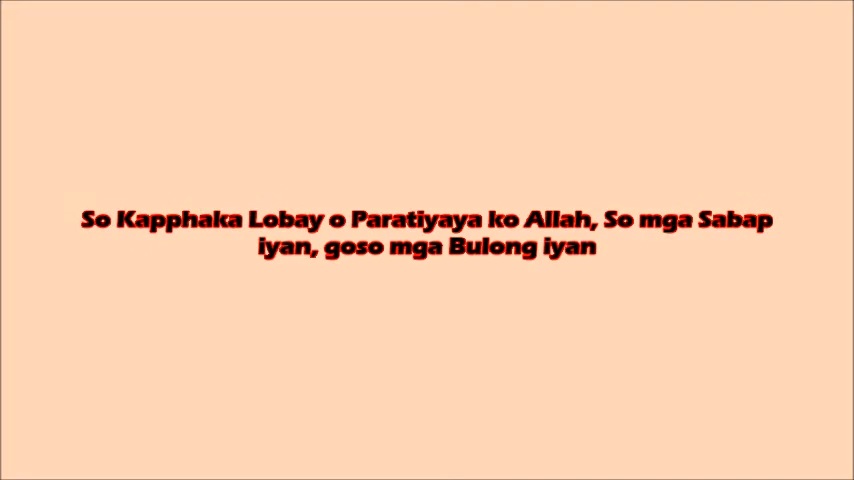 So Kapphaka Lobay o Paratiyaya ko Allah, So mga Sabap
iyan, goso mga Bulong iyan